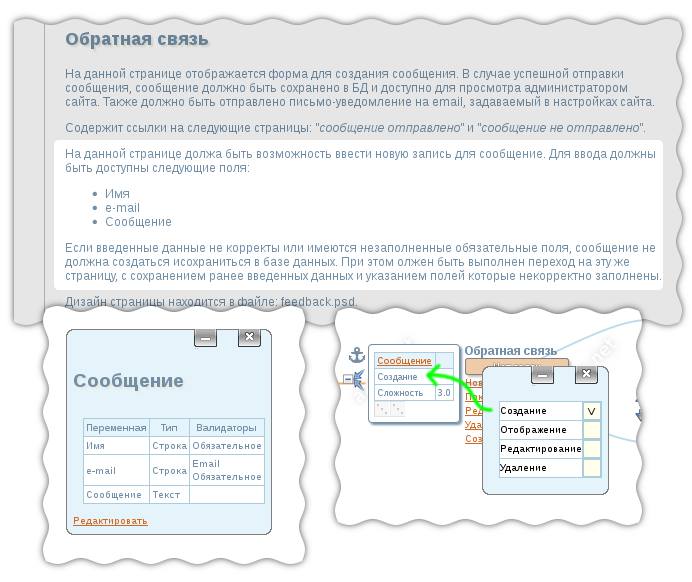 Обратная связь
На данной странице отображается форма для создания сообщения. В случае успешной отправки
сообщения, сообщение должно быть сохранено в БД и доступно для просмотра администратором
сайта. Также должно быть отправлено письмо-уведомление на email, задаваемый в настройках сайта.
Содержит ссылки на следующие страницы: "сообщение отправлено" и "сообщение не отправлено".
На данной странице должа быть возможность ввести новую запись для сообщение. Для ввода должны
быть доступны следующие поля:
• Имя
• e-mail
• Сообщение
Если введенные данные не корректы или имеются незаполненные обязательные поля, сообщение не
должна создаться исохраниться в базе данных. При этом олжен быть выполнен переход на эту же
страницу, с сохранением ранее введенных данных и указанием полей которые некорректно заполнены.
Дизайн страницы находится в файле: feedback.psd.
Сообщение
Переменная Тип Валидаторы
Имя Строка Обязательное
e-mail Строка Email
Обязательное
Сообщение Текст
Редактировать
Сообщение
Создание
Сложность 3.0
Обратная связь
Нов
Пок
Ред
Уда
Соз
Создание V
Отображение
Редактирование
Удаление